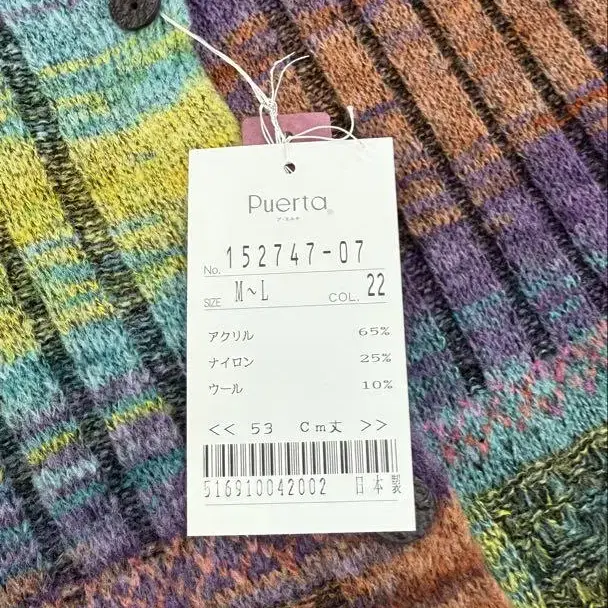 Puerta®
No. 152747-07
SIZE M~L COL. 22
アクリル 65%
ナイロン 25%
ウール 10%
<< 53 Cm丈 >>
516910042002 日本製